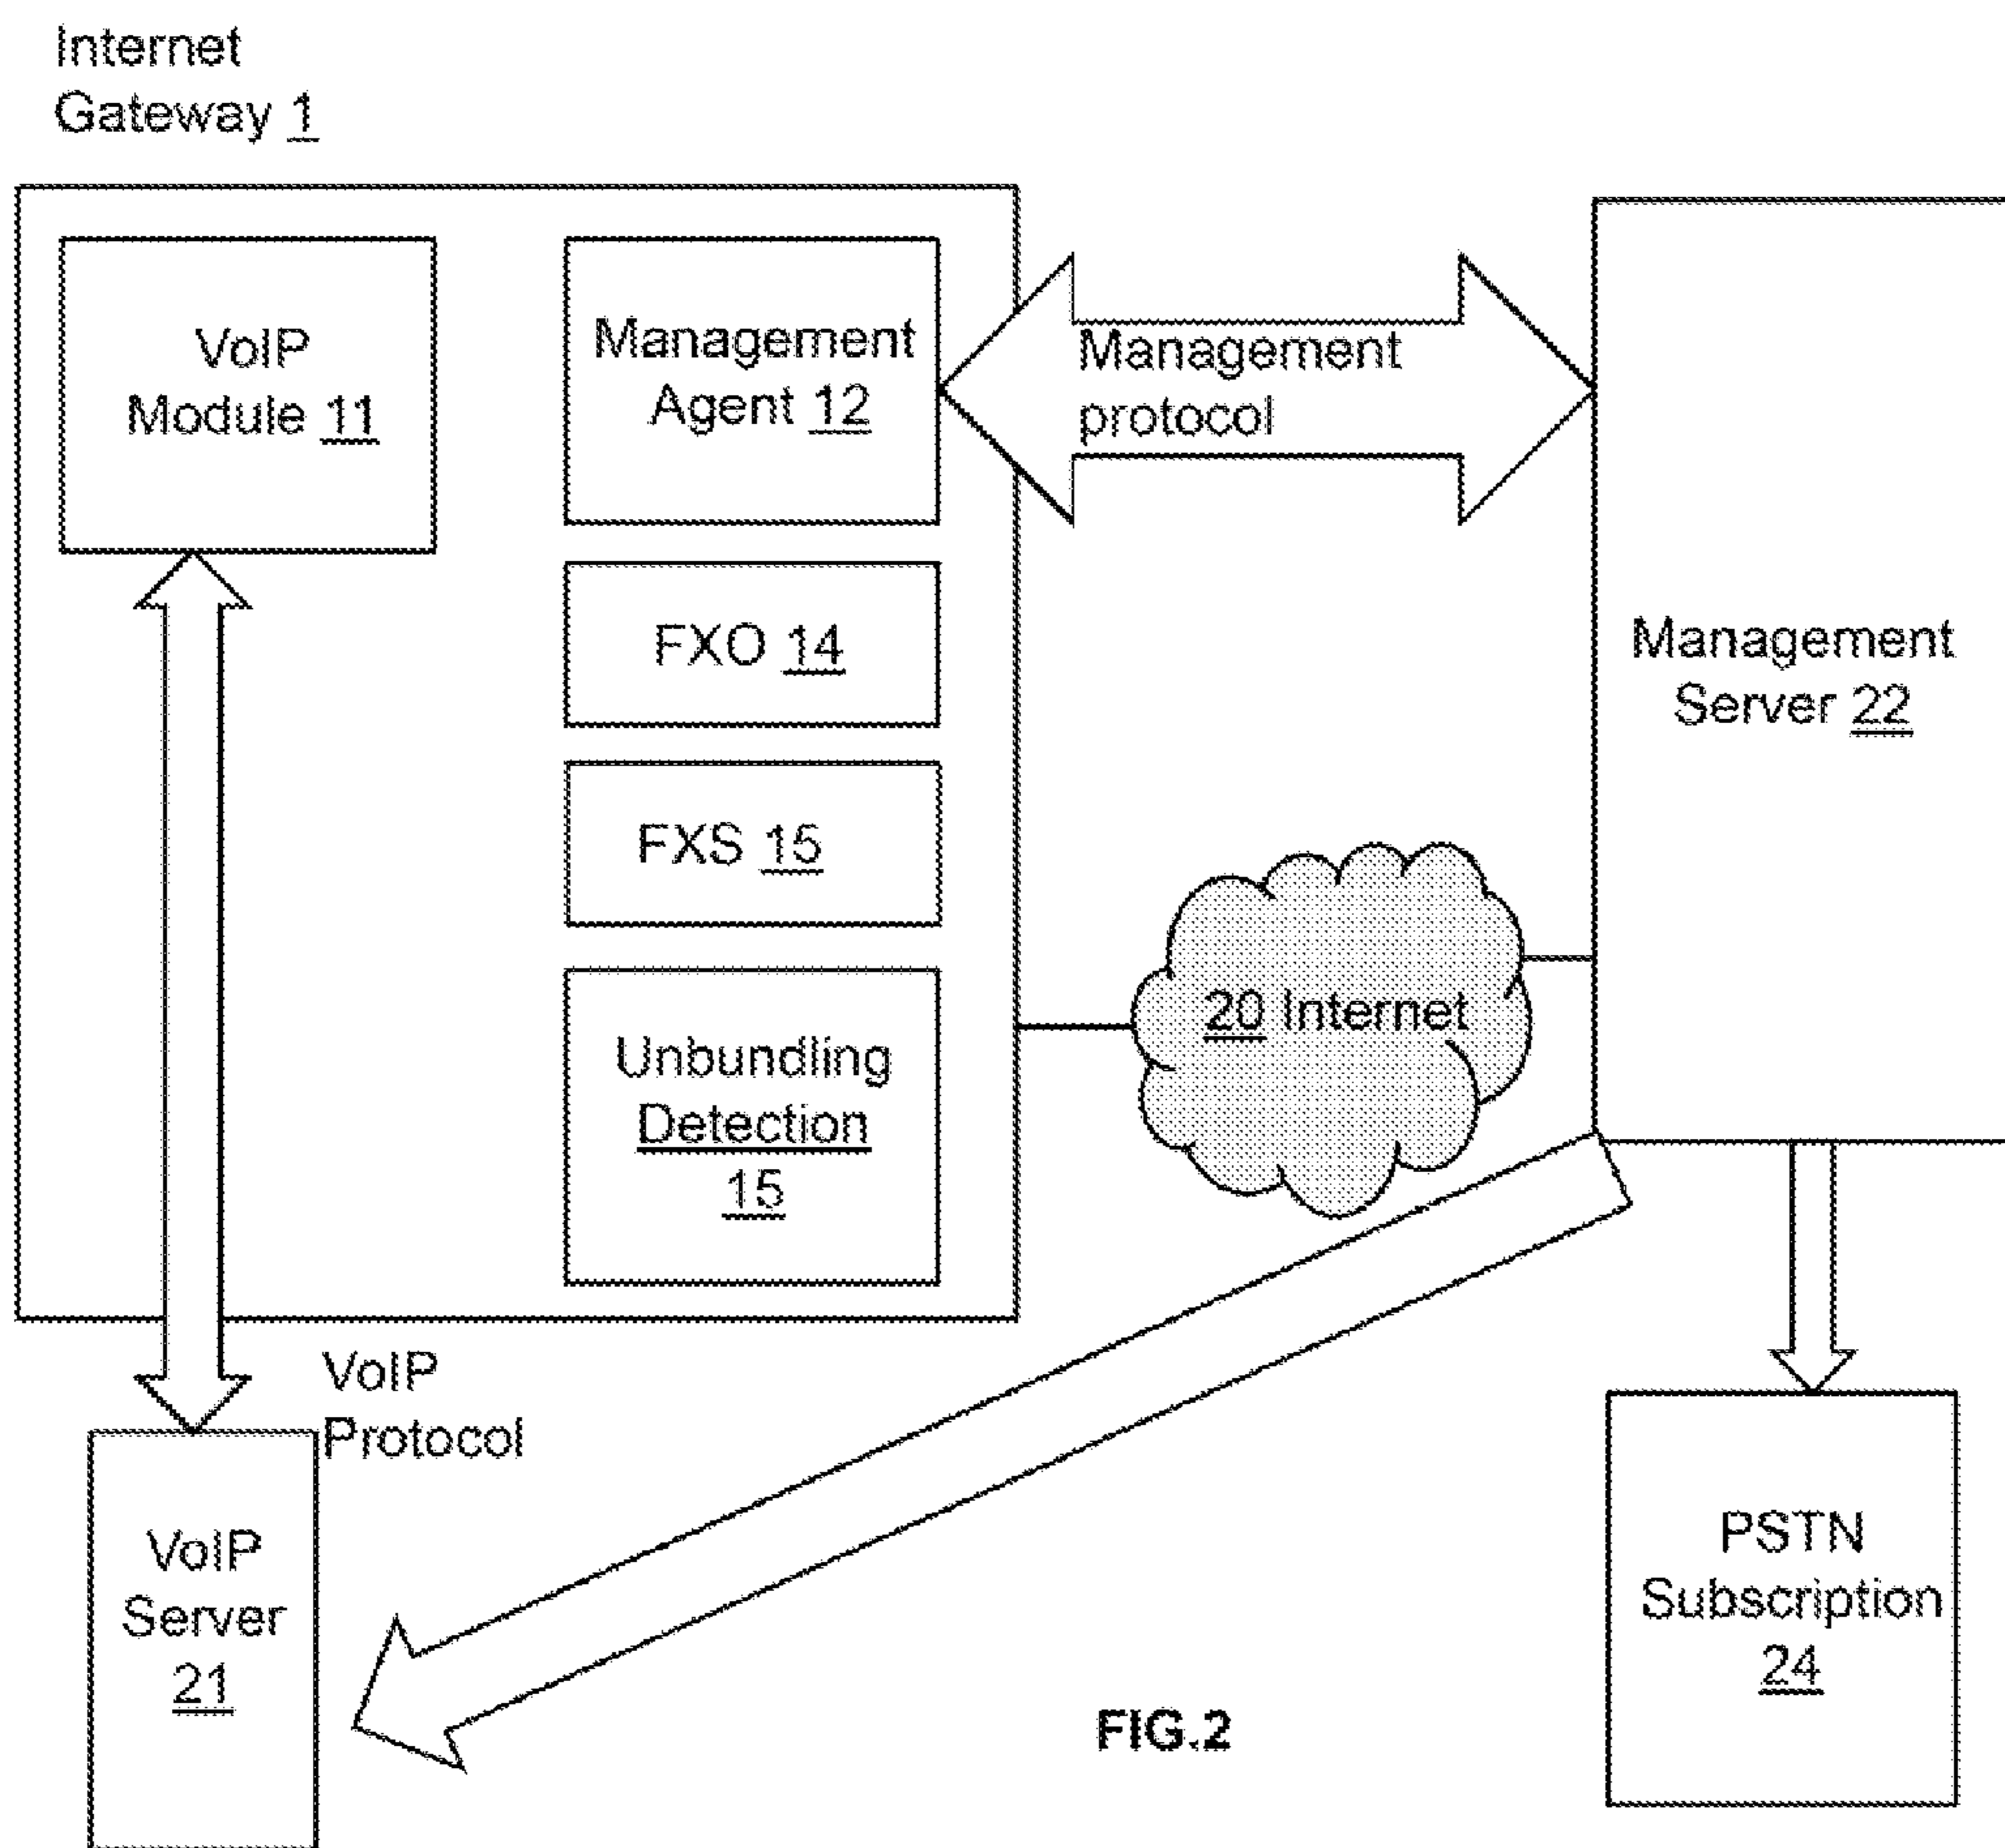 Internet
Gateway 1
VoIP
Module 11
Management
Agent 12
Management
protocol
FXO 14
Management
Server 22
FXS 15
20 Internet
Unbundling
Detection
15
VoIP
Protocol
VoIP
Server
21
PSTN
Subscription
24
FIG.2